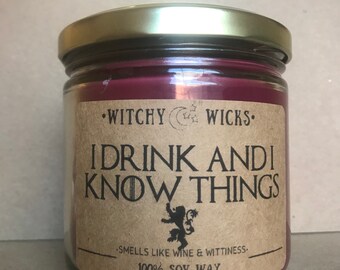 ·WITCHY WICKS·
I DRINK AND I
KNOW THINGS
·SMELLS LIKE WINE & WITTINESS·
100% SOY WAX